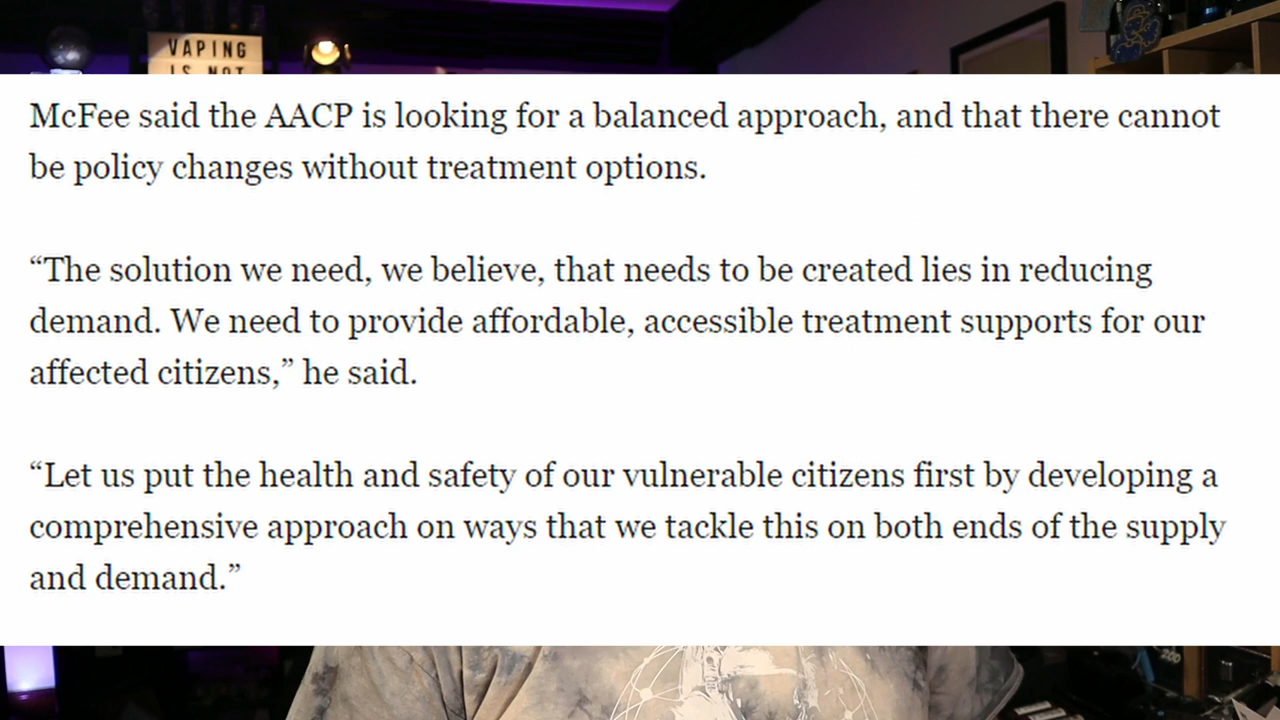 VAPING
IS NOT
McFee said the AACP is looking for a balanced approach, and that there cannot
be policy changes without treatment options.
“The solution we need, we believe, that needs to be created lies in reducing
demand. We need to provide affordable, accessible treatment supports for our
affected citizens,” he said.
“Let us put the health and safety of our vulnerable citizens first by developing a
comprehensive approach on ways that we tackle this on both ends of the supply
and demand.”
200